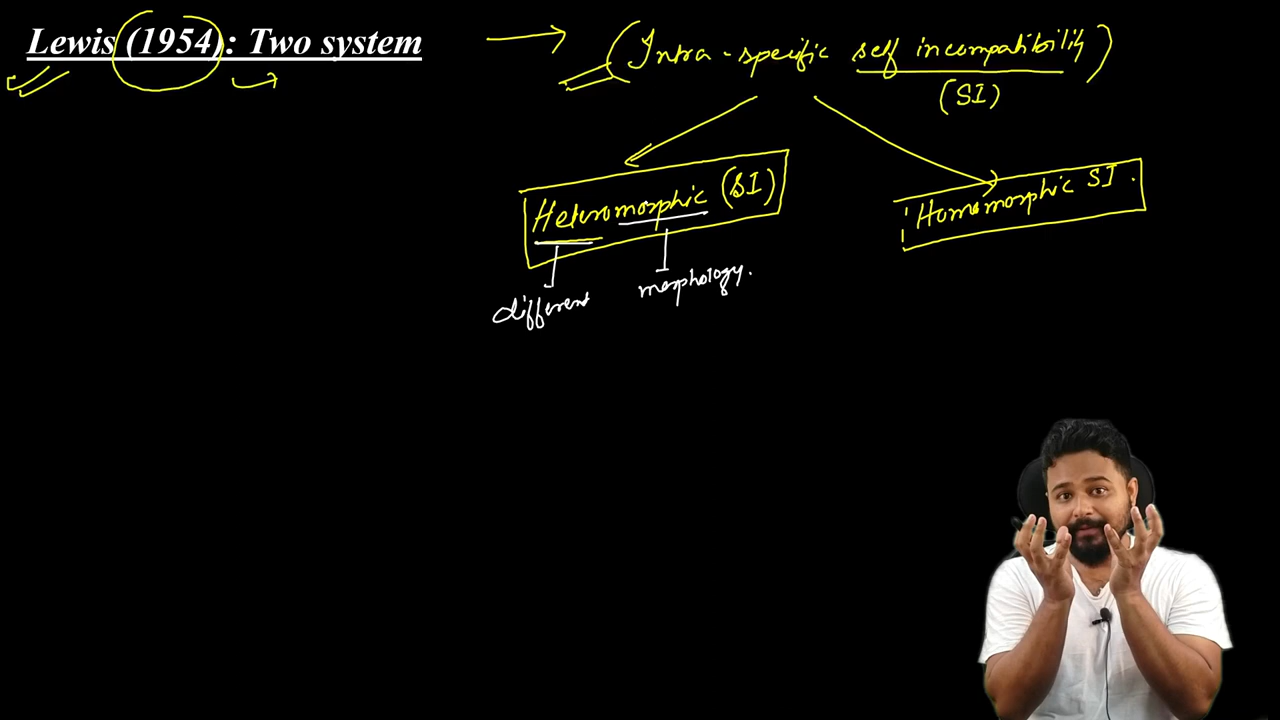 Lewis (1954): Two system
(Intra-specific self incompatibility)
(SI)
Heteromorphic (SI)
Homomorphic SI.
different
morphology.